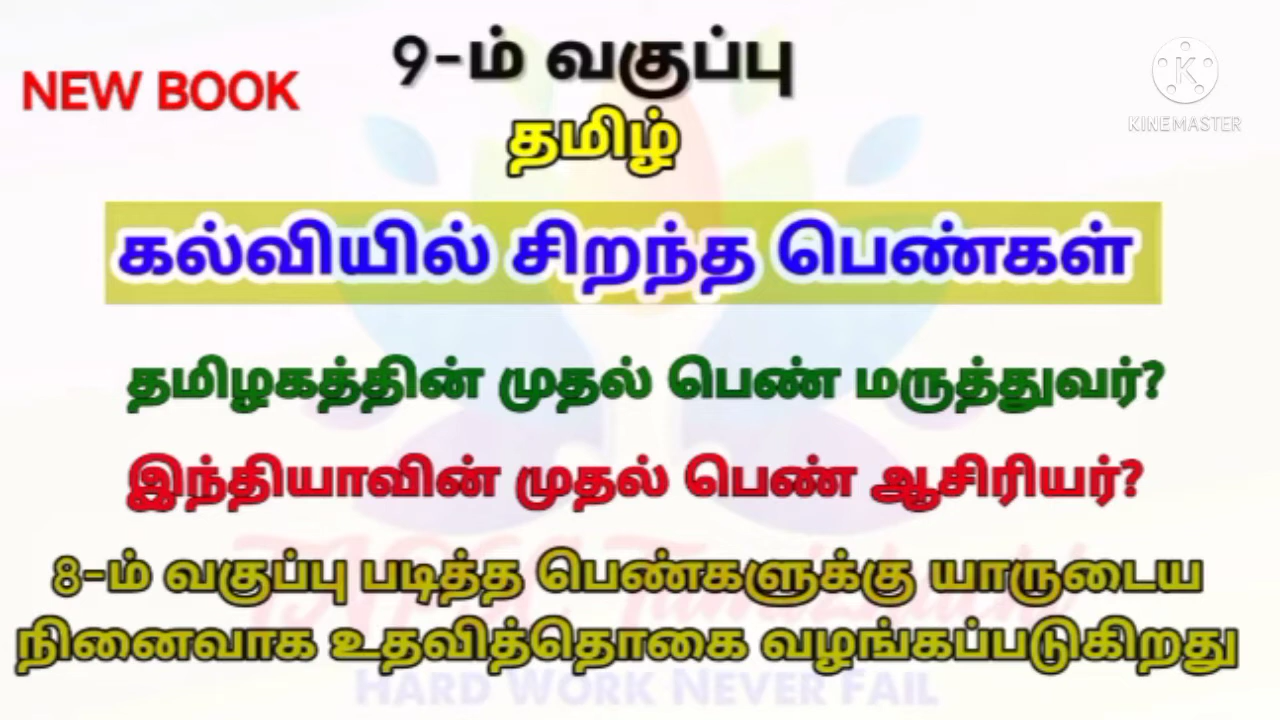 9-ம் வகுப்பு
NEW BOOK
தமிழ்
KINEMASTER
கல்வியில் சிறந்த பெண்கள்
தமிழகத்தின் முதல் பெண் மருத்துவர்?
இந்தியாவின் முதல் பெண் ஆசிரியர்?
8-ம் வகுப்பு படித்த பெண்களுக்கு யாருடைய
நினைவாக உதவித்தொகை வழங்கப்படுகிறது
HARD WORK NEVER FAIL